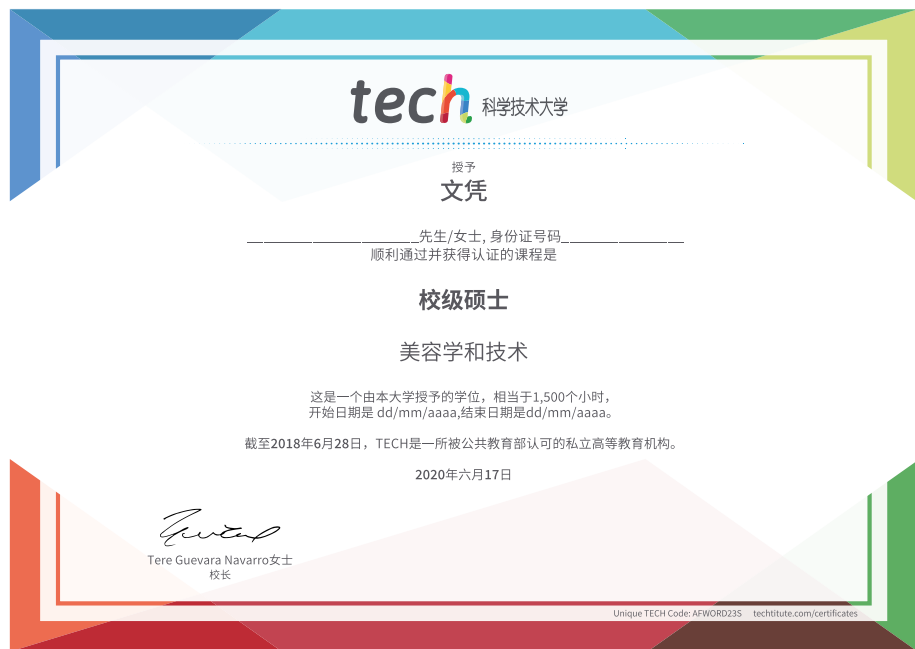 tech 科学技术大学
授予
文凭
_____________________先生/女士, 身份证号码_______________
顺利通过并获得认证的课程是
校级硕士
美容学和技术
这是一个由本大学授予的学位，相当于1,500个小时，
开始日期是 dd/mm/aaaa,结束日期是dd/mm/aaaa。
截至2018年6月28日，TECH是一所被公共教育部认可的私立高等教育机构。
2020年六月17日
Tere Guevara Navarro女士
校长
Unique TECH Code: AFWORD23S techtitute.com/certificates